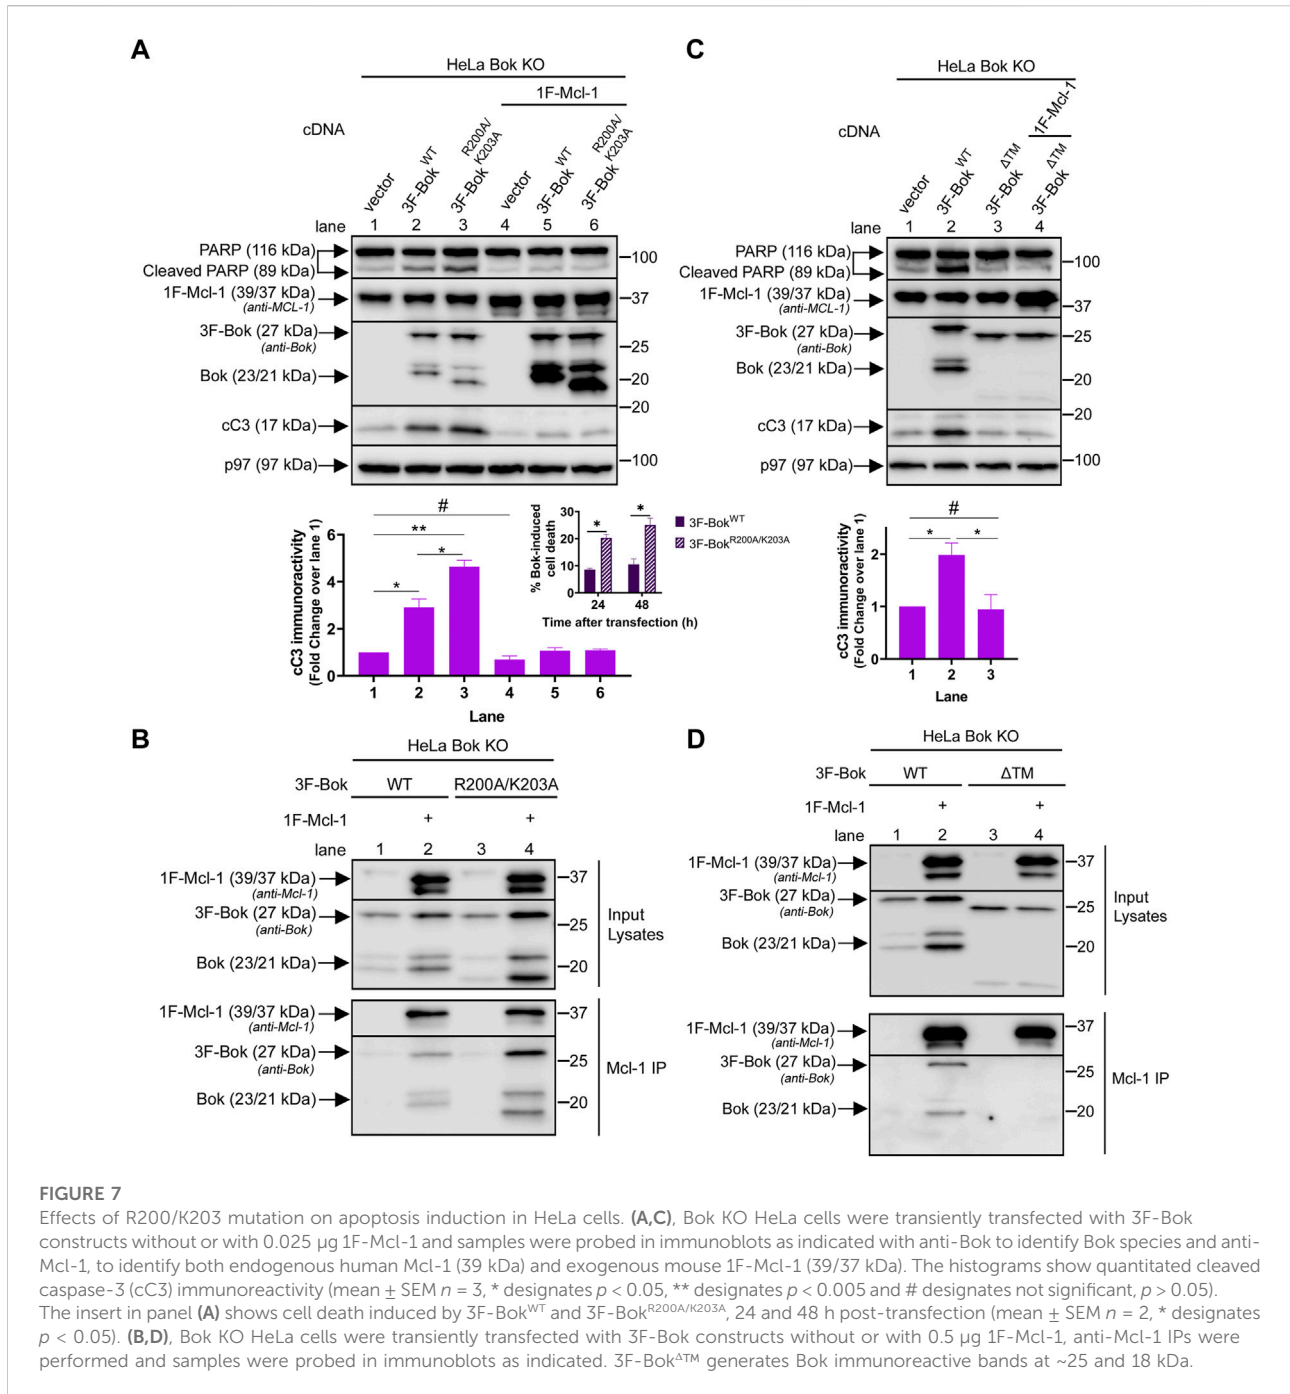 A
HeLa Bok KO
1F-Mcl-1
cDNA
vector
3F-Bok WT
3F-Bok R200A/K203A
vector
3F-Bok WT
3F-Bok R200A/K203A
lane 1 2 3 4 5 6
PARP (116 kDa)
Cleaved PARP (89 kDa)
–100
1F-Mcl-1 (39/37 kDa)
(anti-MCL-1)
–37
3F-Bok (27 kDa)
(anti-Bok)
–25
Bok (23/21 kDa)
–20
–20
cC3 (17 kDa)
p97 (97 kDa)
–100
cC3 immunoractivity
(Fold Change over lane 1)
6
4
2
0
#
**
*
*
1 2 3 4 5 6
Lane
% Bok-induced
cell death
30
20
10
0
* *
24 48
Time after transfection (h)
3F-BokWT
3F-BokR200A/K203A
C
HeLa Bok KO
1F-Mcl-1
cDNA
vector
3F-Bok WT
3F-Bok ΔTM
3F-Bok ΔTM
lane 1 2 3 4
PARP (116 kDa)
Cleaved PARP (89 kDa)
–100
1F-Mcl-1 (39/37 kDa)
(anti-MCL-1)
–37
3F-Bok (27 kDa)
(anti-Bok)
–25
Bok (23/21 kDa)
–20
–20
cC3 (17 kDa)
p97 (97 kDa)
–100
cC3 immunoractivity
(Fold Change over lane 1)
2
1
0
#
* *
1 2 3
Lane
B
HeLa Bok KO
3F-Bok WT R200A/K203A
1F-Mcl-1 + +
lane 1 2 3 4
1F-Mcl-1 (39/37 kDa)
(anti-Mcl-1)
–37
3F-Bok (27 kDa)
(anti-Bok)
–25
Bok (23/21 kDa)
–20
Input
Lysates
1F-Mcl-1 (39/37 kDa)
(anti-Mcl-1)
–37
3F-Bok (27 kDa)
(anti-Bok)
–25
Bok (23/21 kDa)
–20
Mcl-1 IP
D
HeLa Bok KO
3F-Bok WT ΔTM
1F-Mcl-1 + +
lane 1 2 3 4
1F-Mcl-1 (39/37 kDa)
(anti-Mcl-1)
–37
3F-Bok (27 kDa)
(anti-Bok)
–25
Bok (23/21 kDa)
–20
Input
Lysates
1F-Mcl-1 (39/37 kDa)
(anti-Mcl-1)
–37
3F-Bok (27 kDa)
(anti-Bok)
–25
Bok (23/21 kDa)
–20
Mcl-1 IP
FIGURE 7
Effects of R200/K203 mutation on apoptosis induction in HeLa cells. (A,C), Bok KO HeLa cells were transiently transfected with 3F-Bok
constructs without or with 0.025 µg 1F-Mcl-1 and samples were probed in immunoblots as indicated with anti-Bok to identify Bok species and anti-
Mcl-1, to identify both endogenous human Mcl-1 (39 kDa) and exogenous mouse 1F-Mcl-1 (39/37 kDa). The histograms show quantitated cleaved
caspase-3 (cC3) immunoreactivity (mean ± SEM n = 3, * designates p < 0.05, ** designates p < 0.005 and # designates not significant, p > 0.05).
The insert in panel (A) shows cell death induced by 3F-BokWT and 3F-BokR200A/K203A, 24 and 48 h post-transfection (mean ± SEM n = 2, * designates
p < 0.05). (B,D), Bok KO HeLa cells were transiently transfected with 3F-Bok constructs without or with 0.5 µg 1F-Mcl-1, anti-Mcl-1 IPs were
performed and samples were probed in immunoblots as indicated. 3F-BokΔTM generates Bok immunoreactive bands at ~25 and 18 kDa.